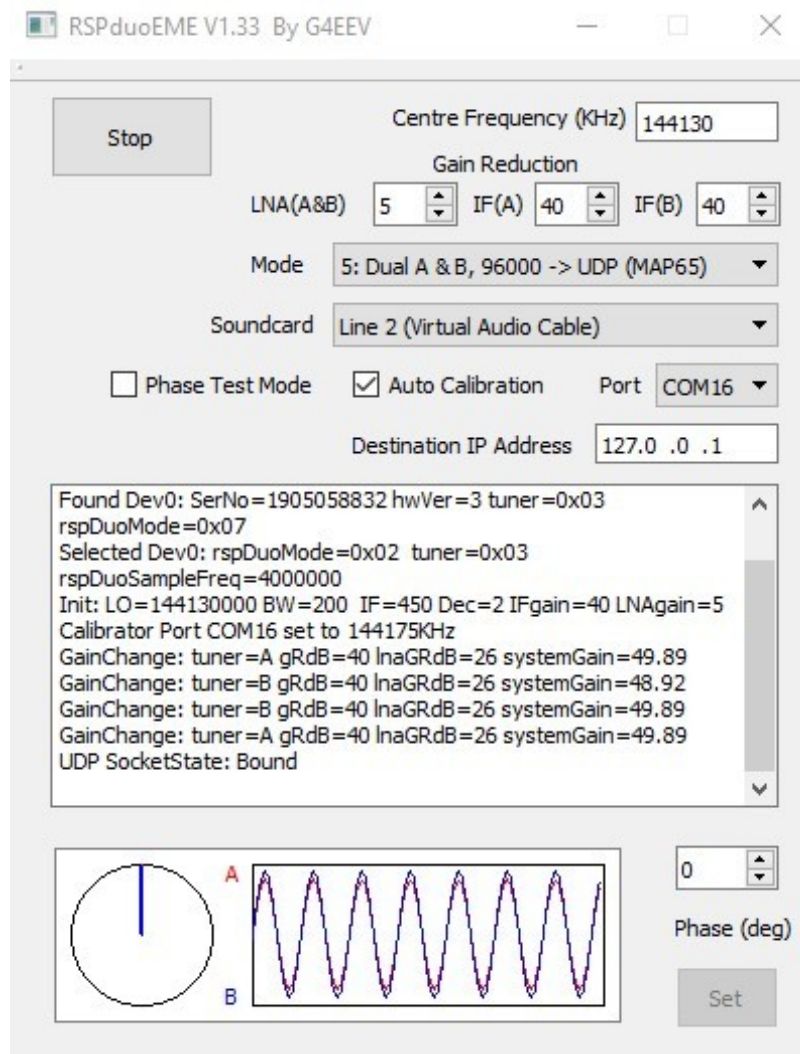 RSPduoEME V1.33 By G4EEV
Stop
Centre Frequency (KHz) 144130
Gain Reduction
LNA(A&B) 5 IF(A) 40 IF(B) 40
Mode 5: Dual A & B, 96000 -> UDP (MAP65)
Soundcard Line 2 (Virtual Audio Cable)
Phase Test Mode Auto Calibration Port COM16
Destination IP Address 127.0 .0 .1
Found Dev0: SerNo=1905058832 hwVer=3 tuner=0x03
rspDuoMode=0x07
Selected Dev0: rspDuoMode=0x02 tuner=0x03
rspDuoSampleFreq=4000000
Init: LO=144130000 BW=200 IF=450 Dec=2 IFgain=40 LNAgain=5
Calibrator Port COM16 set to 144175KHz
GainChange: tuner=A gRdB=40 lnaGRdB=26 systemGain=49.89
GainChange: tuner=B gRdB=40 lnaGRdB=26 systemGain=48.92
GainChange: tuner=B gRdB=40 lnaGRdB=26 systemGain=49.89
GainChange: tuner=A gRdB=40 lnaGRdB=26 systemGain=49.89
UDP SocketState: Bound
A
B
0
Phase (deg)
Set